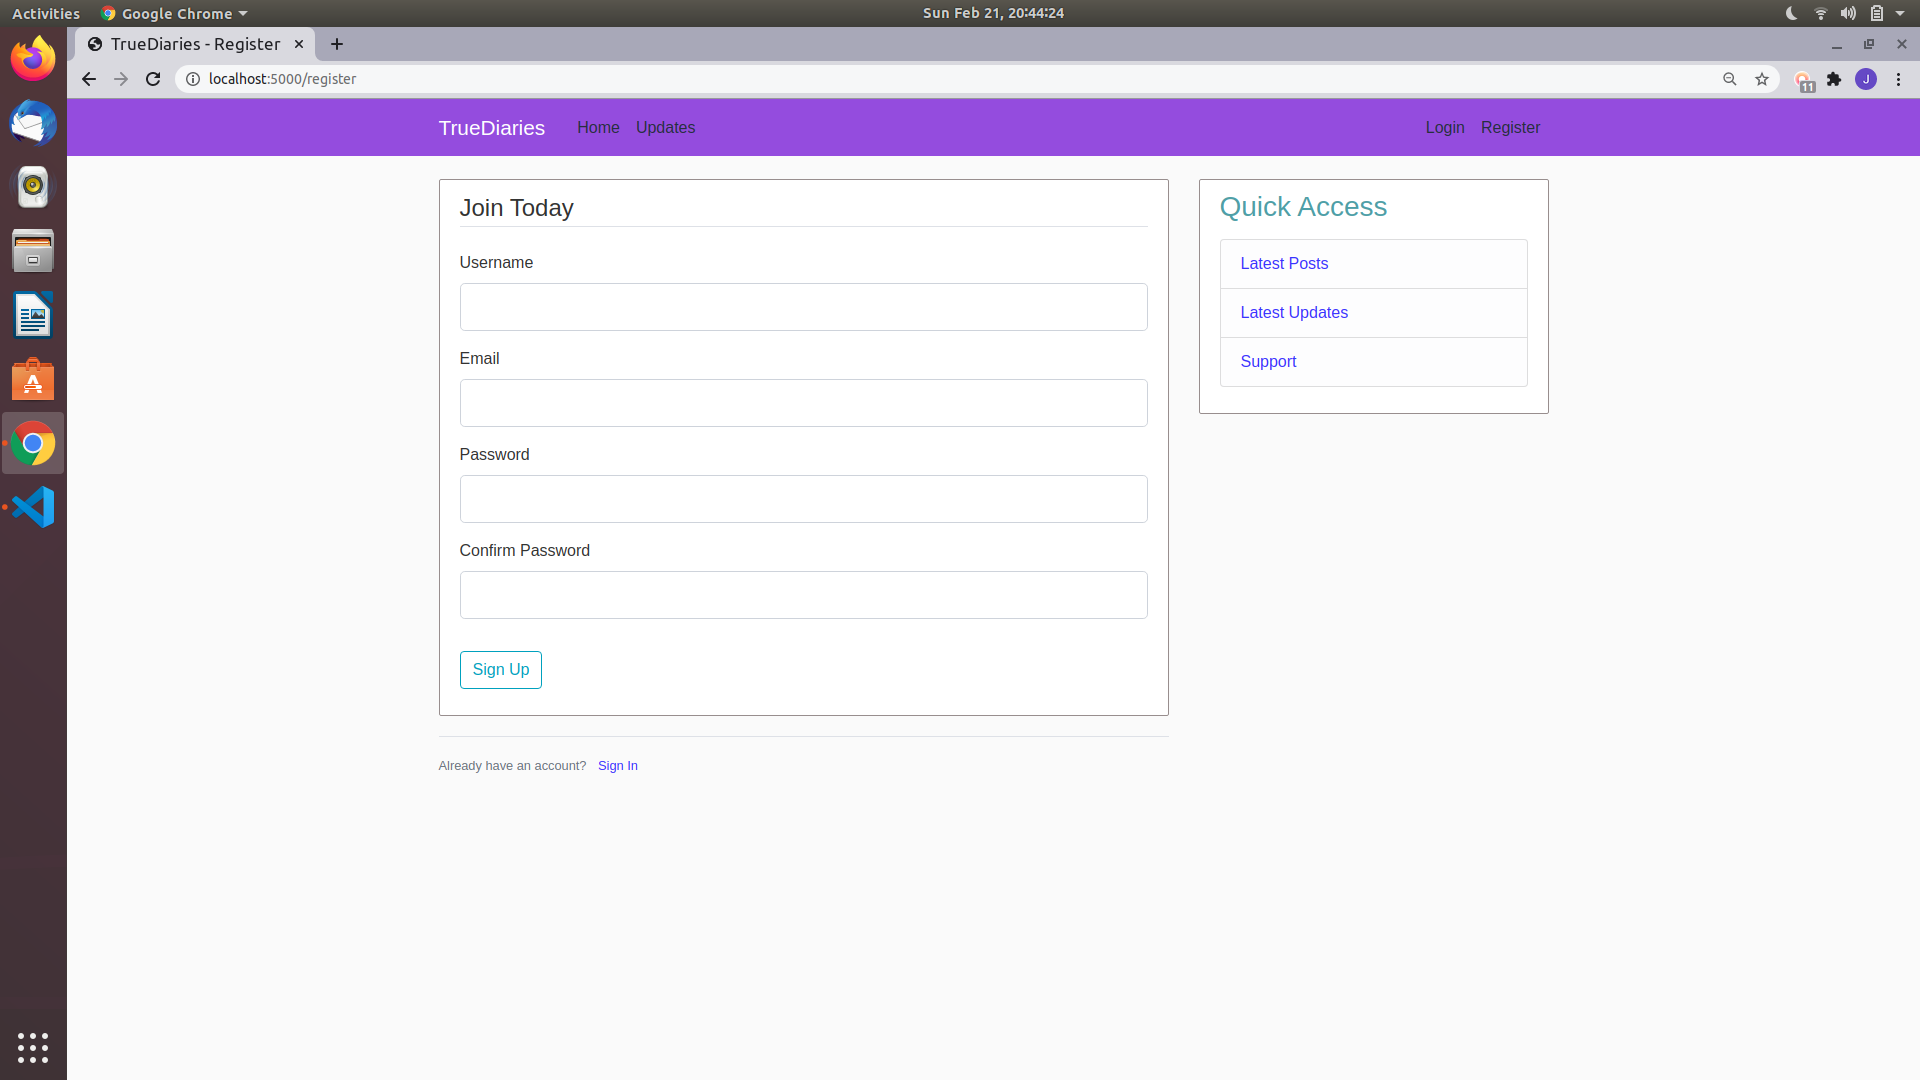 Activities Google Chrome Sun Feb 21, 20:44:24
TrueDiaries - Register
localhost:5000/register 11 J
TrueDiaries Home Updates Login Register
Join Today
Username
Email
Password
Confirm Password
Sign Up
Already have an account? Sign In
Quick Access
Latest Posts
Latest Updates
Support